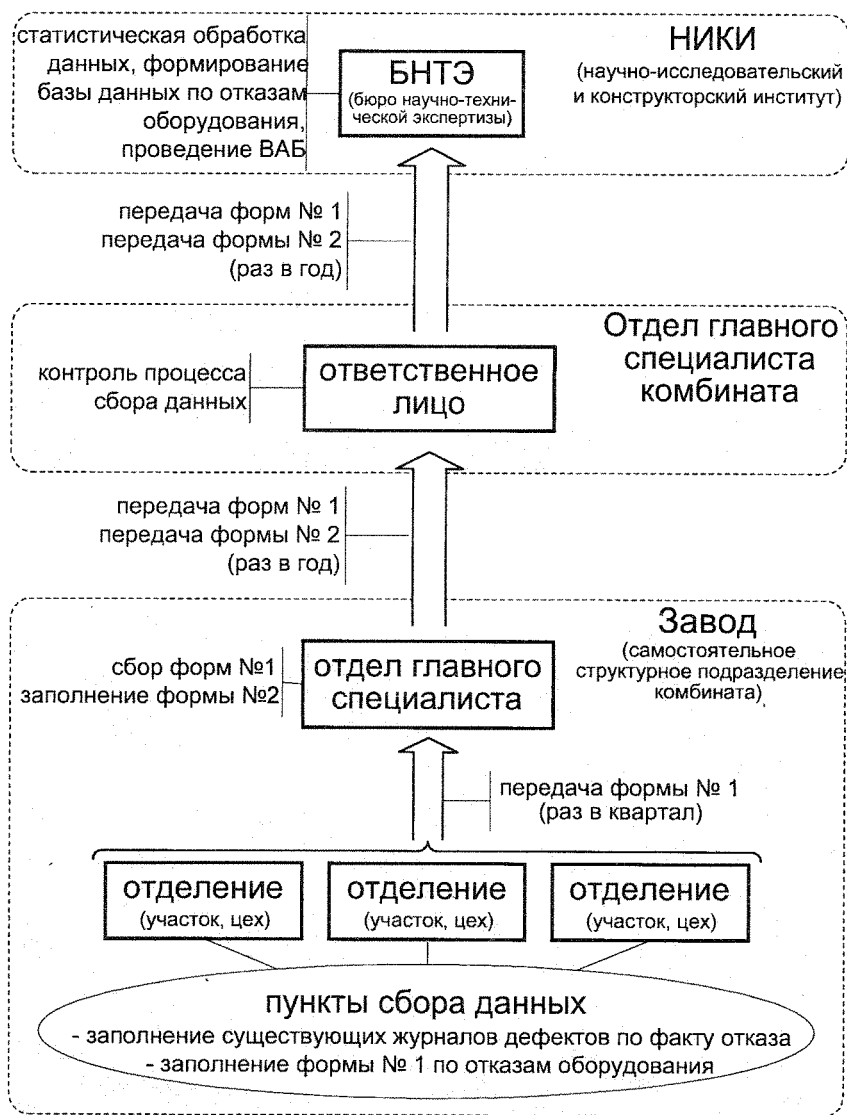 статистическая обработка
данных, формирование
базы данных по отказам
оборудования,
проведение ВАБ
БНТЭ
(бюро научно-техни-
ческой экспертизы)
НИКИ
(научно-исследовательский
и конструкторский институт)
передача форм № 1
передача формы № 2
(раз в год)
контроль процесса
сбора данных
ответственное
лицо
Отдел главного
специалиста
комбината
передача форм № 1
передача формы № 2
(раз в год)
сбор форм №1
заполнение формы №2
отдел главного
специалиста
Завод
(самостоятельное
структурное подразделение
комбината)
передача формы № 1
(раз в квартал)
отделение
(участок, цех)
отделение
(участок, цех)
отделение
(участок, цех)
пункты сбора данных
- заполнение существующих журналов дефектов по факту отказа
- заполнение формы № 1 по отказам оборудования